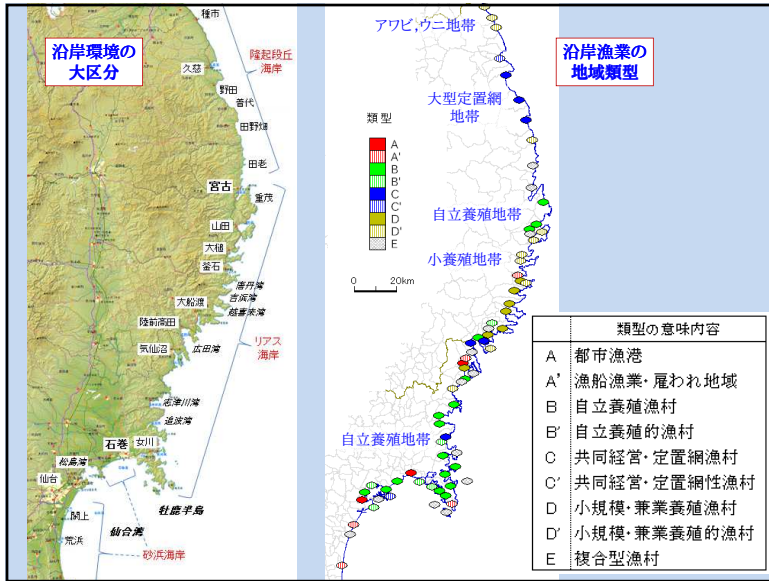 沿岸環境の
大区分
種市
隆起段丘
海岸
久慈
野田
普代
田野畑
田老
宮古
重茂
山田
大槌
釜石
唐丹湾
吉浜湾
大船渡
越喜来湾
陸前高田
気仙沼
広田湾
リアス
海岸
志津川湾
追波湾
石巻
女川
松島湾
仙台
牡鹿半島
閖上
仙台湾
荒浜
砂浜海岸
アワビ,ウニ地帯
沿岸漁業の
地域類型
大型定置網
地帯
類型
A
A'
B
B'
C
C'
D
D'
E
自立養殖地帯
小養殖地帯
0 20km
自立養殖地帯
類型の意味内容
A 都市漁港
A' 漁船漁業・雇われ地域
B 自立養殖漁村
B' 自立養殖的漁村
C 共同経営・定置網漁村
C' 共同経営・定置網性漁村
D 小規模・兼業養殖漁村
D' 小規模・兼業養殖的漁村
E 複合型漁村